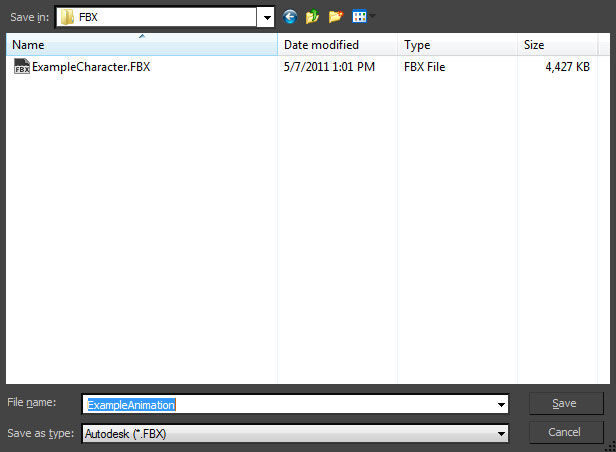 Save in: FBX
Name Date modified Type Size
FBX ExampleCharacter.FBX 5/7/2011 1:01 PM FBX File 4,427 KB
File name: ExampleAnimation Save
Save as type: Autodesk (*.FBX) Cancel